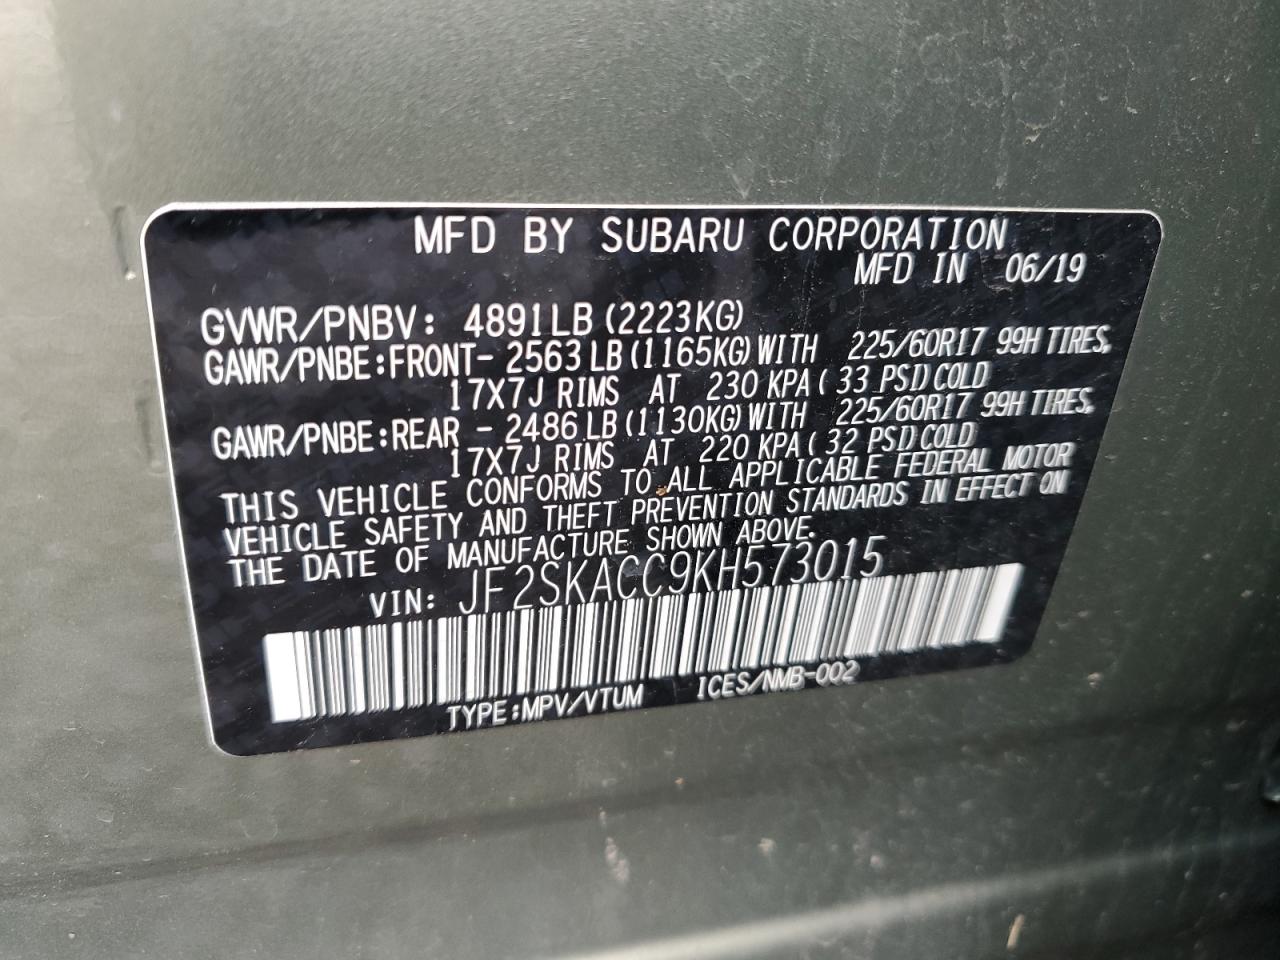 MFD BY SUBARU CORPORATION
MFD IN 06/19
GVWR/PNBV: 4891LB (2223KG)
GAWR/PNBE:FRONT- 2563 LB (1165KG) WITH 225/60R17 99H TIRES,
17X7J RIMS AT 230 KPA ( 33 PSI) COLD
GAWR/PNBE:REAR - 2486 LB (1130KG) WITH 225/60R17 99H TIRES,
17X7J RIMS AT 220 KPA ( 32 PSI) COLD
THIS VEHICLE CONFORMS TO ALL APPLICABLE FEDERAL MOTOR
VEHICLE SAFETY AND THEFT PREVENTION STANDARDS IN EFFECT ON
THE DATE OF MANUFACTURE SHOWN ABOVE.
VIN: JF2SKACC9KH573015
TYPE:MPV/VTUM ICES/NMB-002